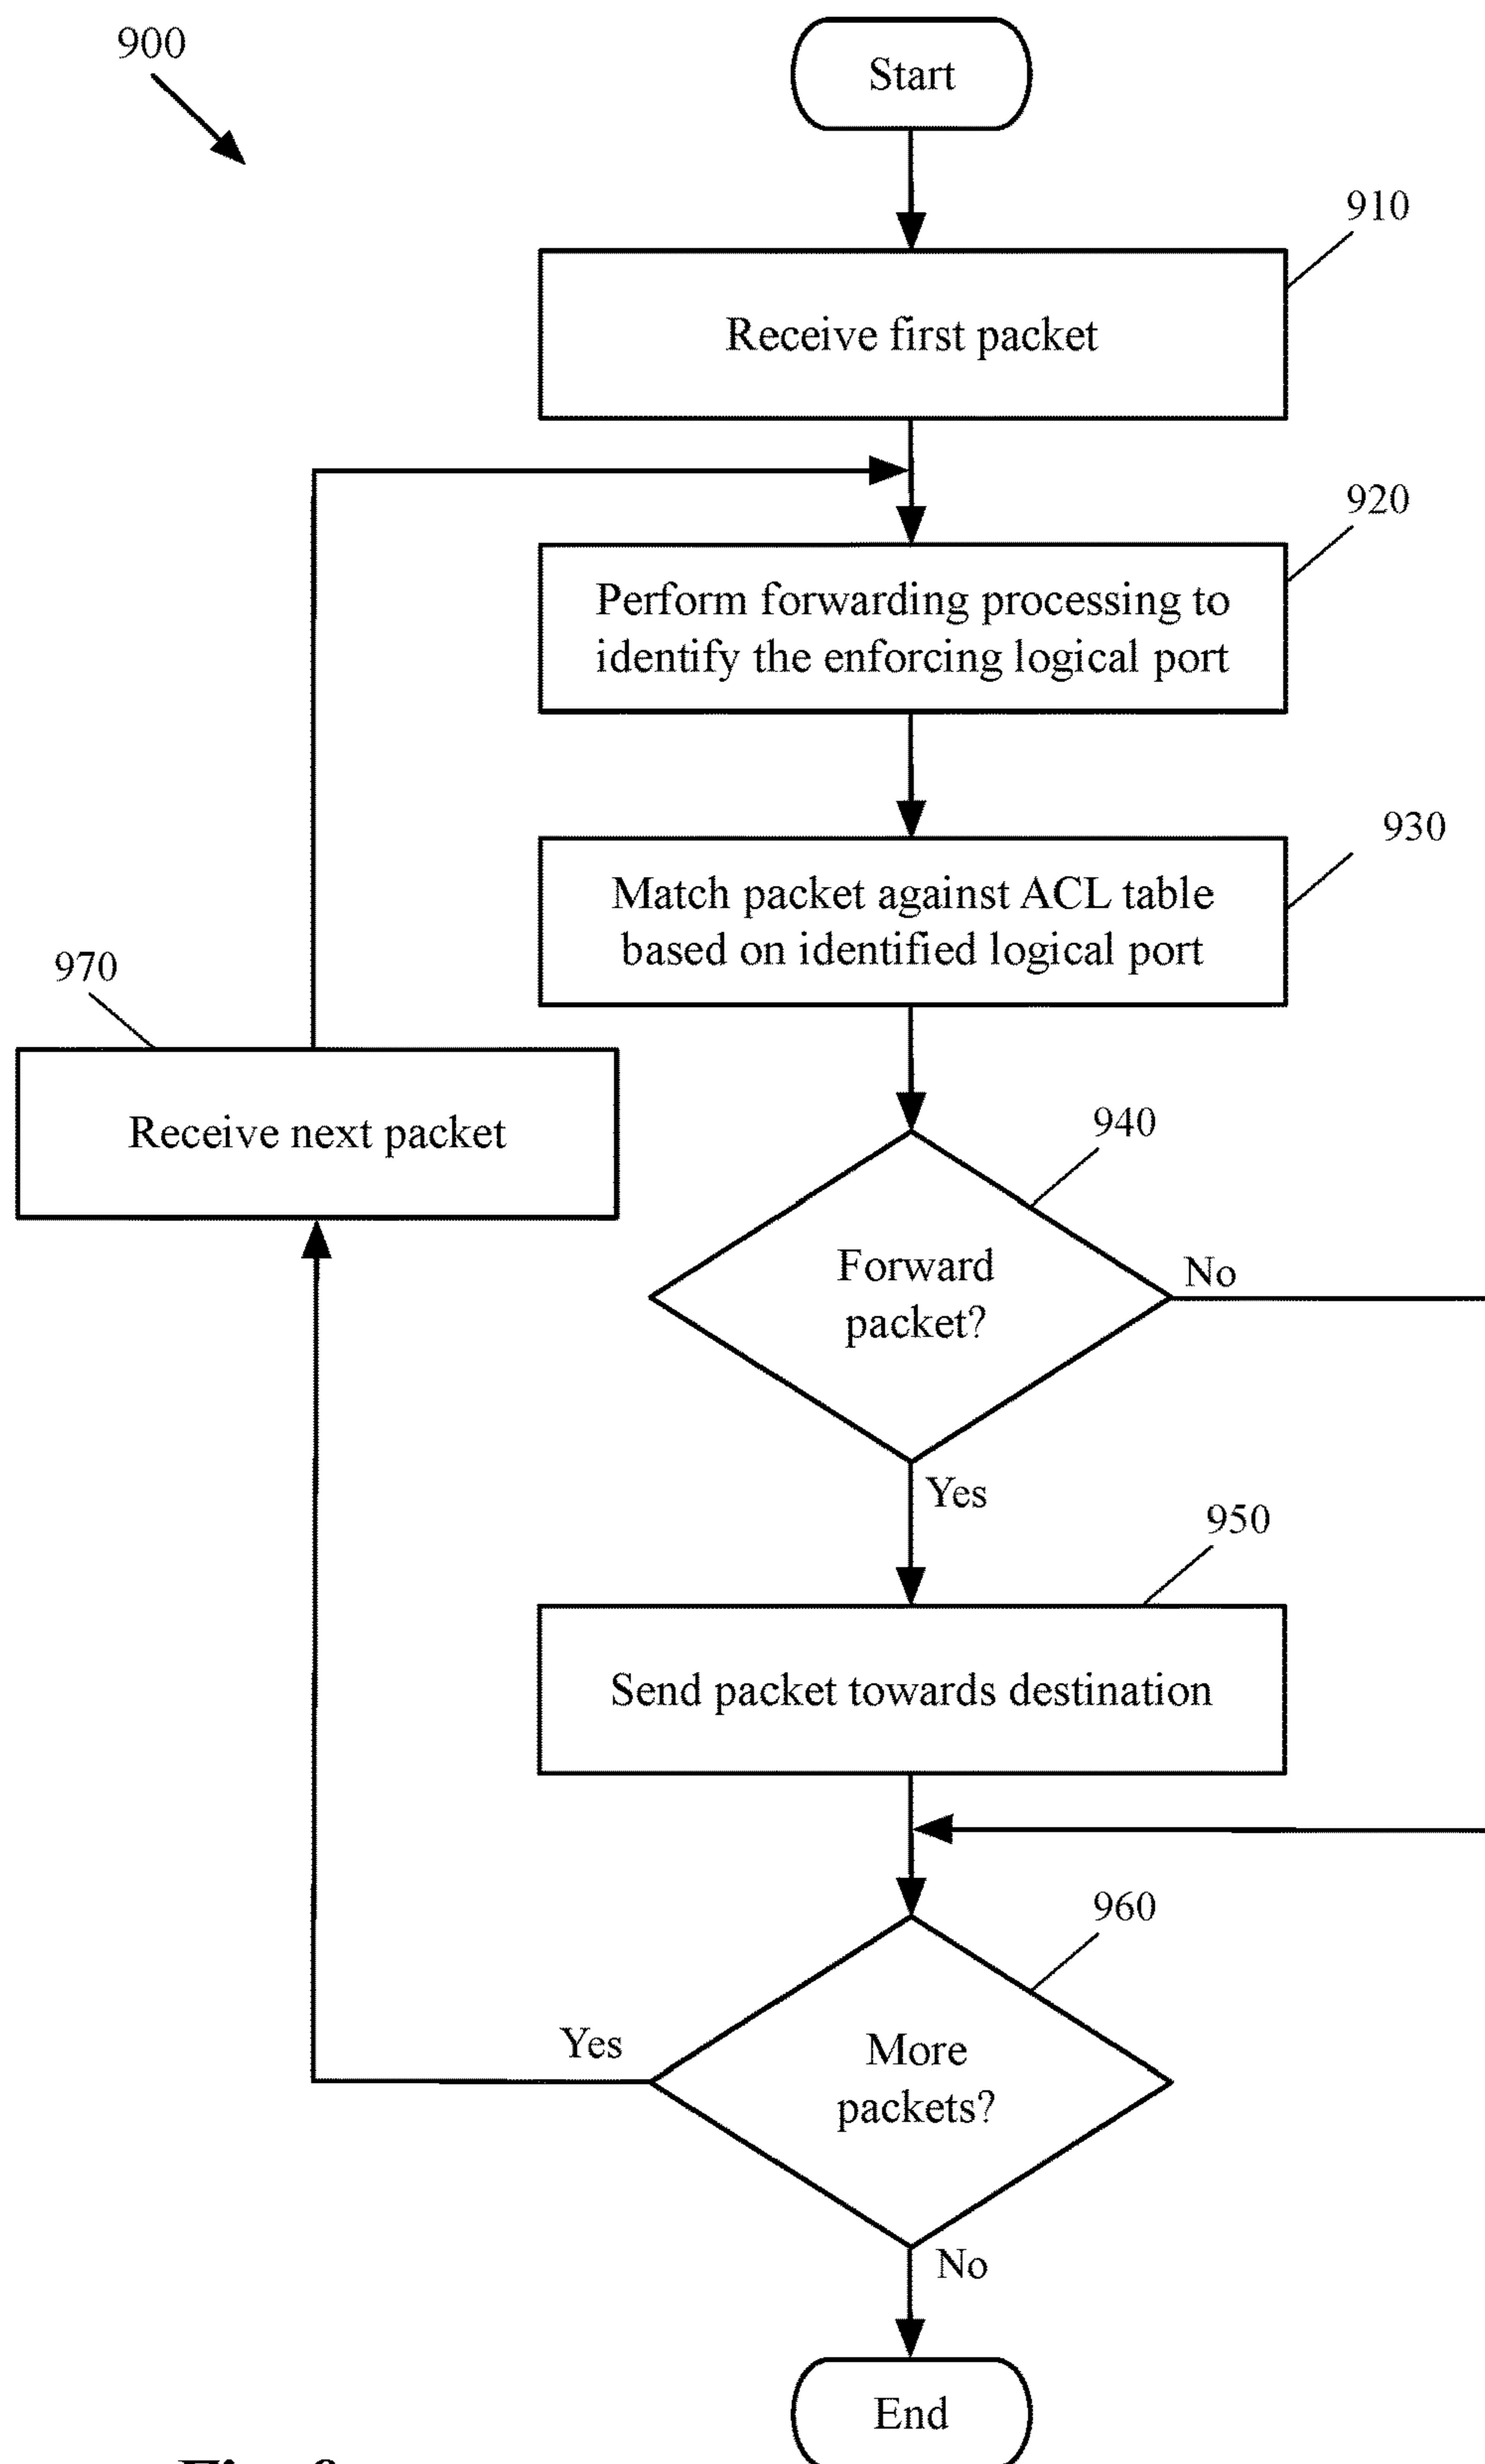 900
Start
910
Receive first packet
920
Perform forwarding processing to
identify the enforcing logical port
930
Match packet against ACL table
based on identified logical port
970
Receive next packet
940
Forward
packet?
No
Yes
950
Send packet towards destination
960
More
packets?
Yes
No
End